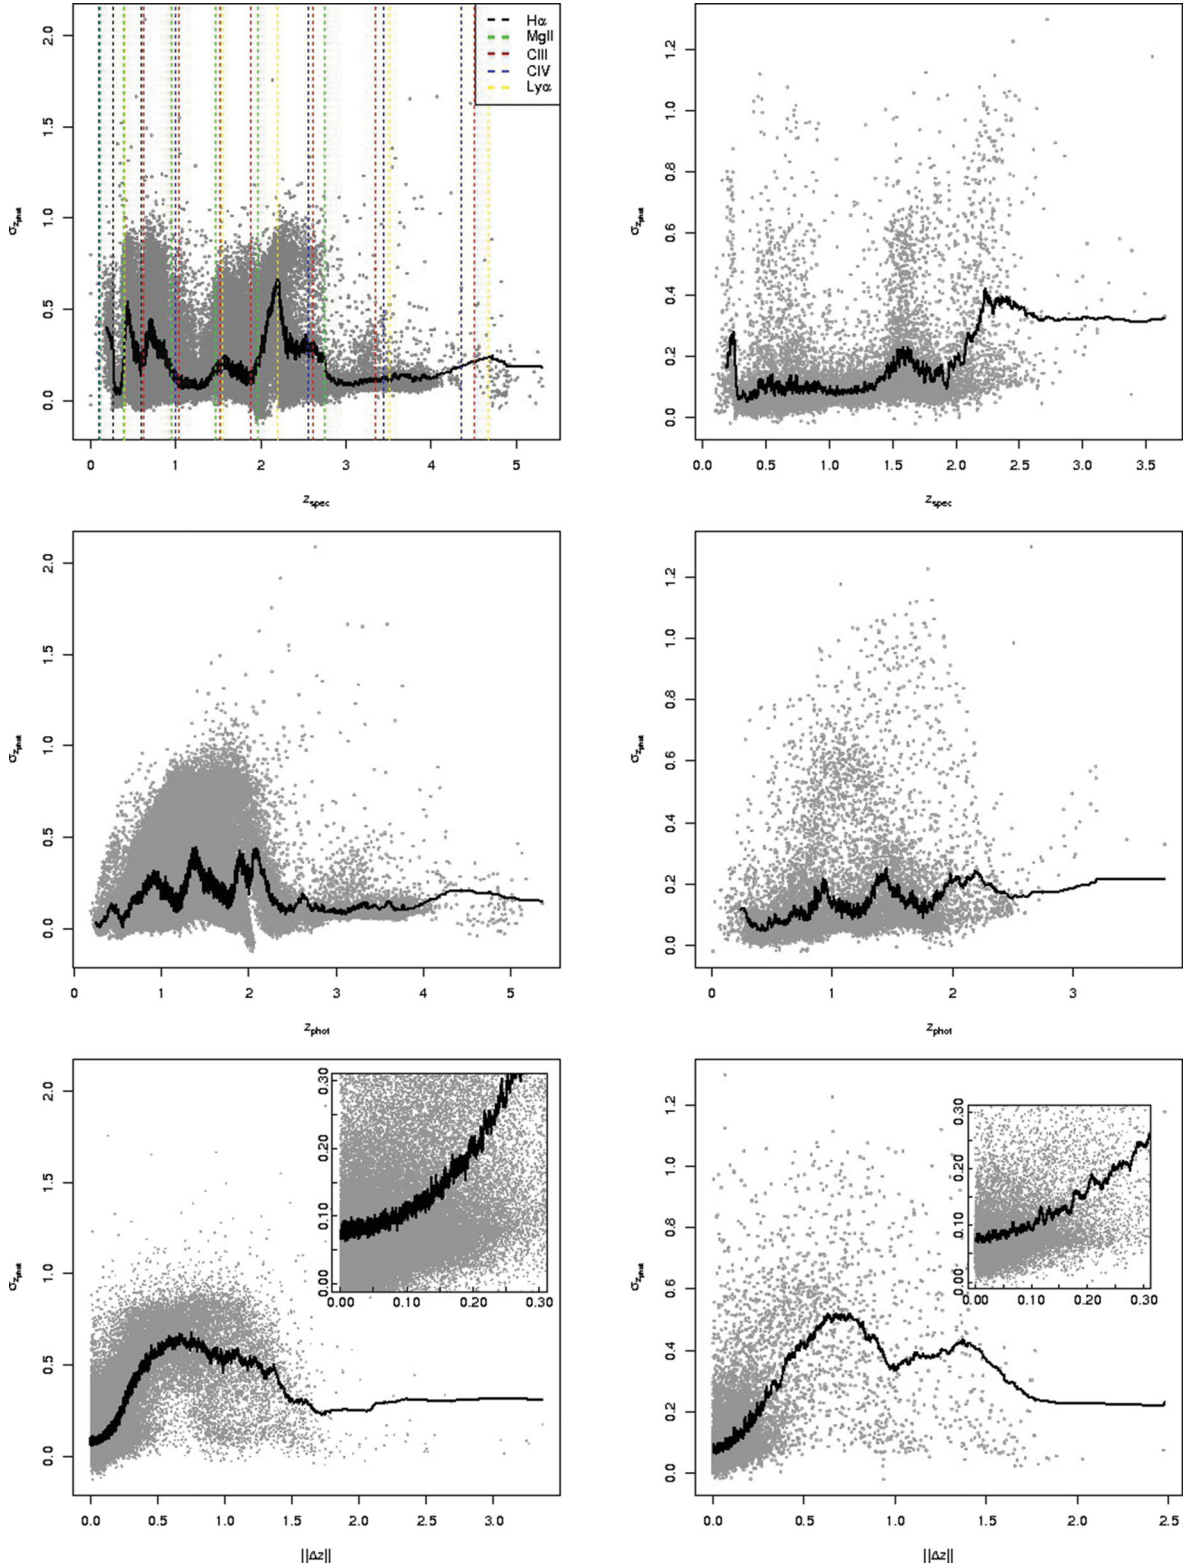 Hα
MgII
CIII
CIV
Lyα
2.0
1.5
1.0
0.5
0.0
σzphot
0 1 2 3 4 5
zspec
1.2
1.0
0.8
0.6
0.4
0.2
0.0
σzphot
0.0 0.5 1.0 1.5 2.0 2.5 3.0 3.5
zspec
2.0
1.5
1.0
0.5
0.0
σzphot
0 1 2 3 4 5
zphot
1.2
1.0
0.8
0.6
0.4
0.2
0.0
σzphot
0 1 2 3
zphot
2.0
1.5
1.0
0.5
0.0
σzphot
0.30
0.20
0.10
0.00
0.00 0.10 0.20 0.30
0.0 0.5 1.0 1.5 2.0 2.5 3.0
||Δz||
1.2
1.0
0.8
0.6
0.4
0.2
0.0
σzphot
0.30
0.20
0.10
0.00
0.00 0.10 0.20 0.30
0.0 0.5 1.0 1.5 2.0 2.5
||Δz||